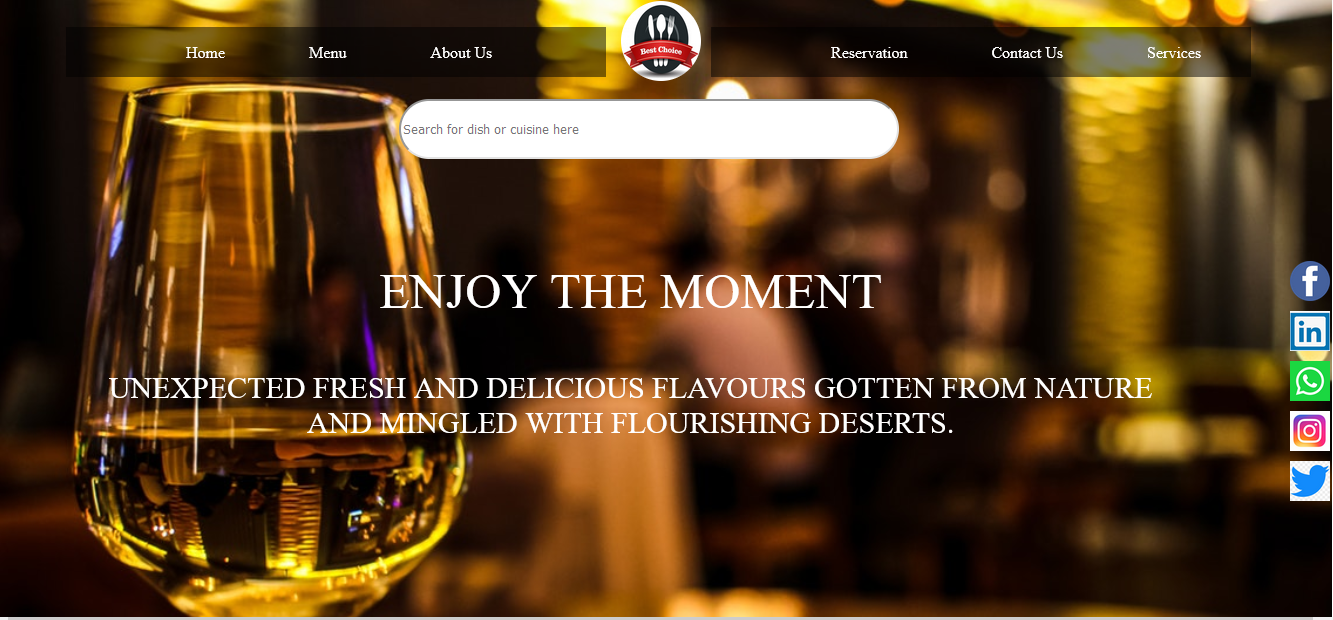 Home Menu About Us Best Choice Reservation Contact Us Services
Search for dish or cuisine here
ENJOY THE MOMENT
UNEXPECTED FRESH AND DELICIOUS FLAVOURS GOTTEN FROM NATURE
AND MINGLED WITH FLOURISHING DESERTS.
f
in